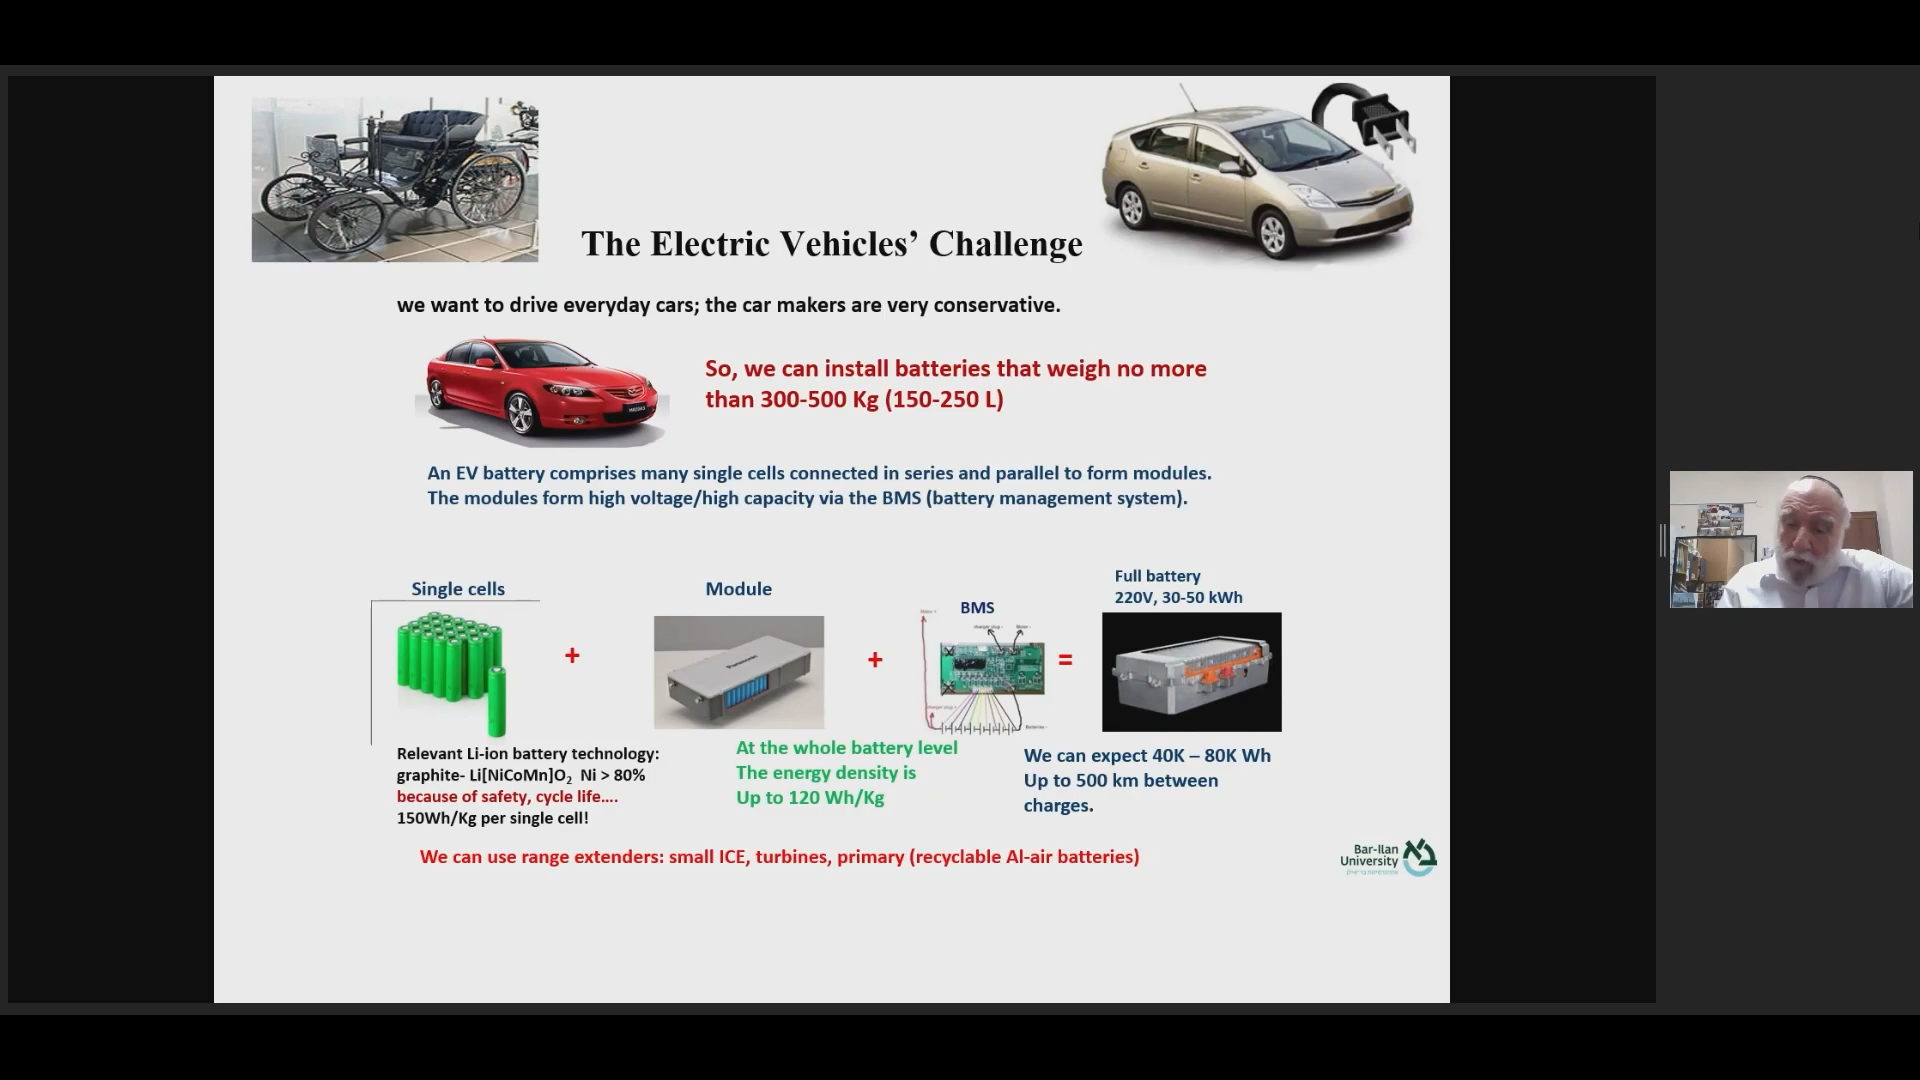 The Electric Vehicles’ Challenge
we want to drive everyday cars; the car makers are very conservative.
So, we can install batteries that weigh no more
than 300-500 Kg (150-250 L)
An EV battery comprises many single cells connected in series and parallel to form modules.
The modules form high voltage/high capacity via the BMS (battery management system).
Single cells
Module
BMS
Full battery
220V, 30-50 kWh
+
+
=
Panasonic
Relevant Li-ion battery technology:
graphite- Li[NiCoMn]O₂ Ni > 80%
because of safety, cycle life....
150Wh/Kg per single cell!
At the whole battery level
The energy density is
Up to 120 Wh/Kg
We can expect 40K – 80K Wh
Up to 500 km between
charges.
We can use range extenders: small ICE, turbines, primary (recyclable Al-air batteries)
Bar-Ilan
University